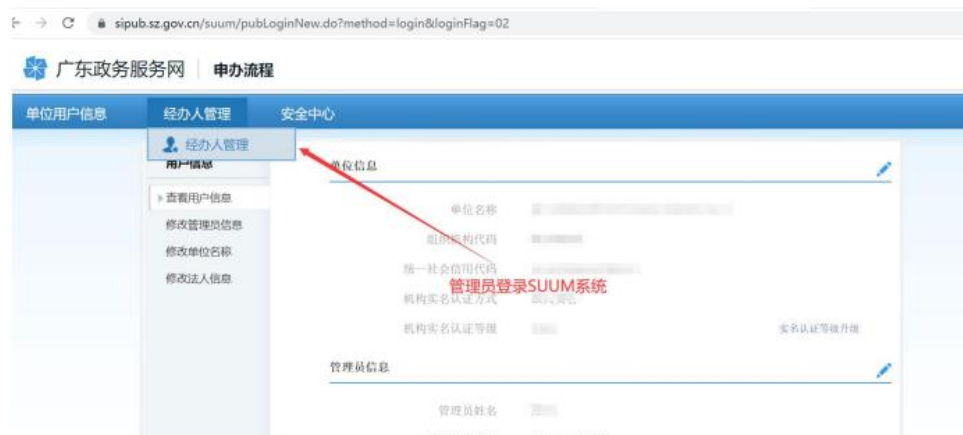 sipub.sz.gov.cn/suum/pubLoginNew.do?method=login&loginFlag=02
广东政务服务网 | 申办流程
单位用户信息 经办人管理 安全中心
经办人管理
用户信息
查看用户信息
修改管理员信息
修改单位名称
修改法人信息
单位信息
单位名称
组织机构代码
统一社会信用代码
管理员登录SUUM系统
机构实名认证方式
机构实名认证等级 实名认证等级升级
管理员信息
管理员姓名